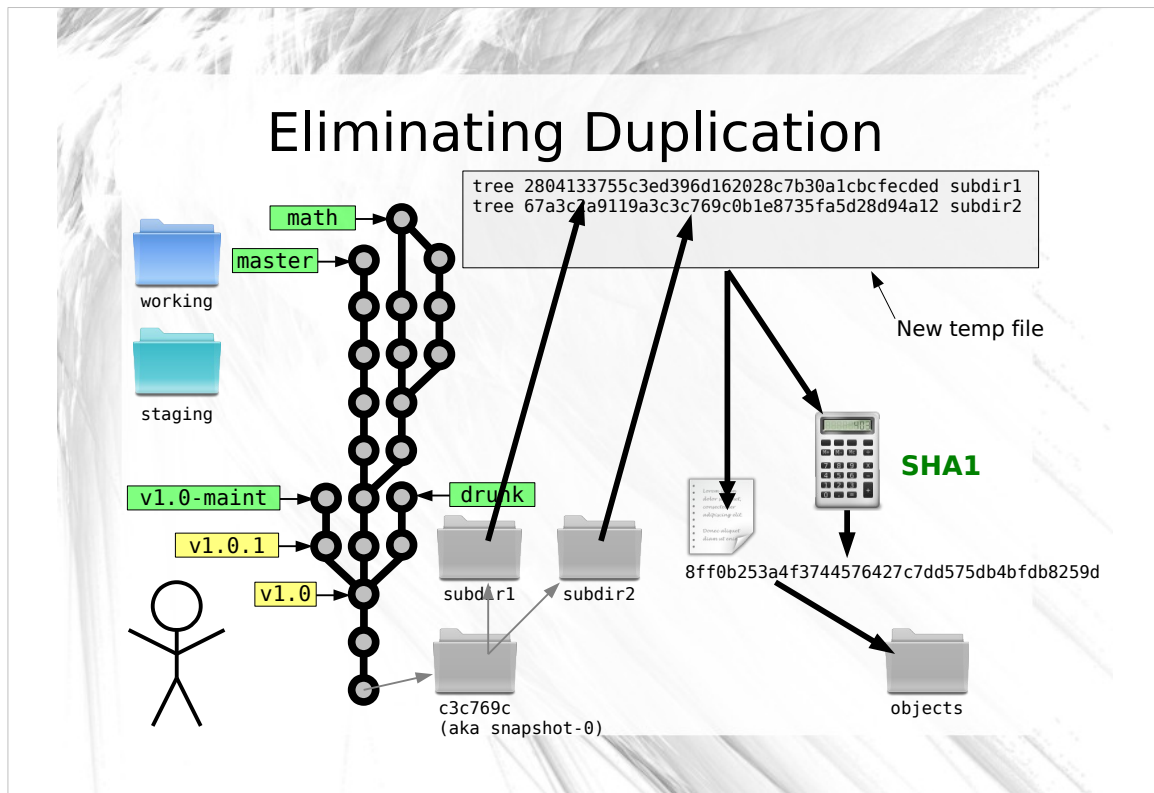 Eliminating Duplication
tree 2804133755c3ed396d162028c7b30a1cbcfecded subdir1
tree 67a3c2a9119a3c3c769c0b1e8735fa5d28d94a12 subdir2
math
master
working
New temp file
staging
SHA1
v1.0-maint
drunk
v1.0.1
8ff0b253a4f3744576427c7dd575db4bfdb8259d
v1.0
subdir1
subdir2
c3c769c
(aka snapshot-0)
objects